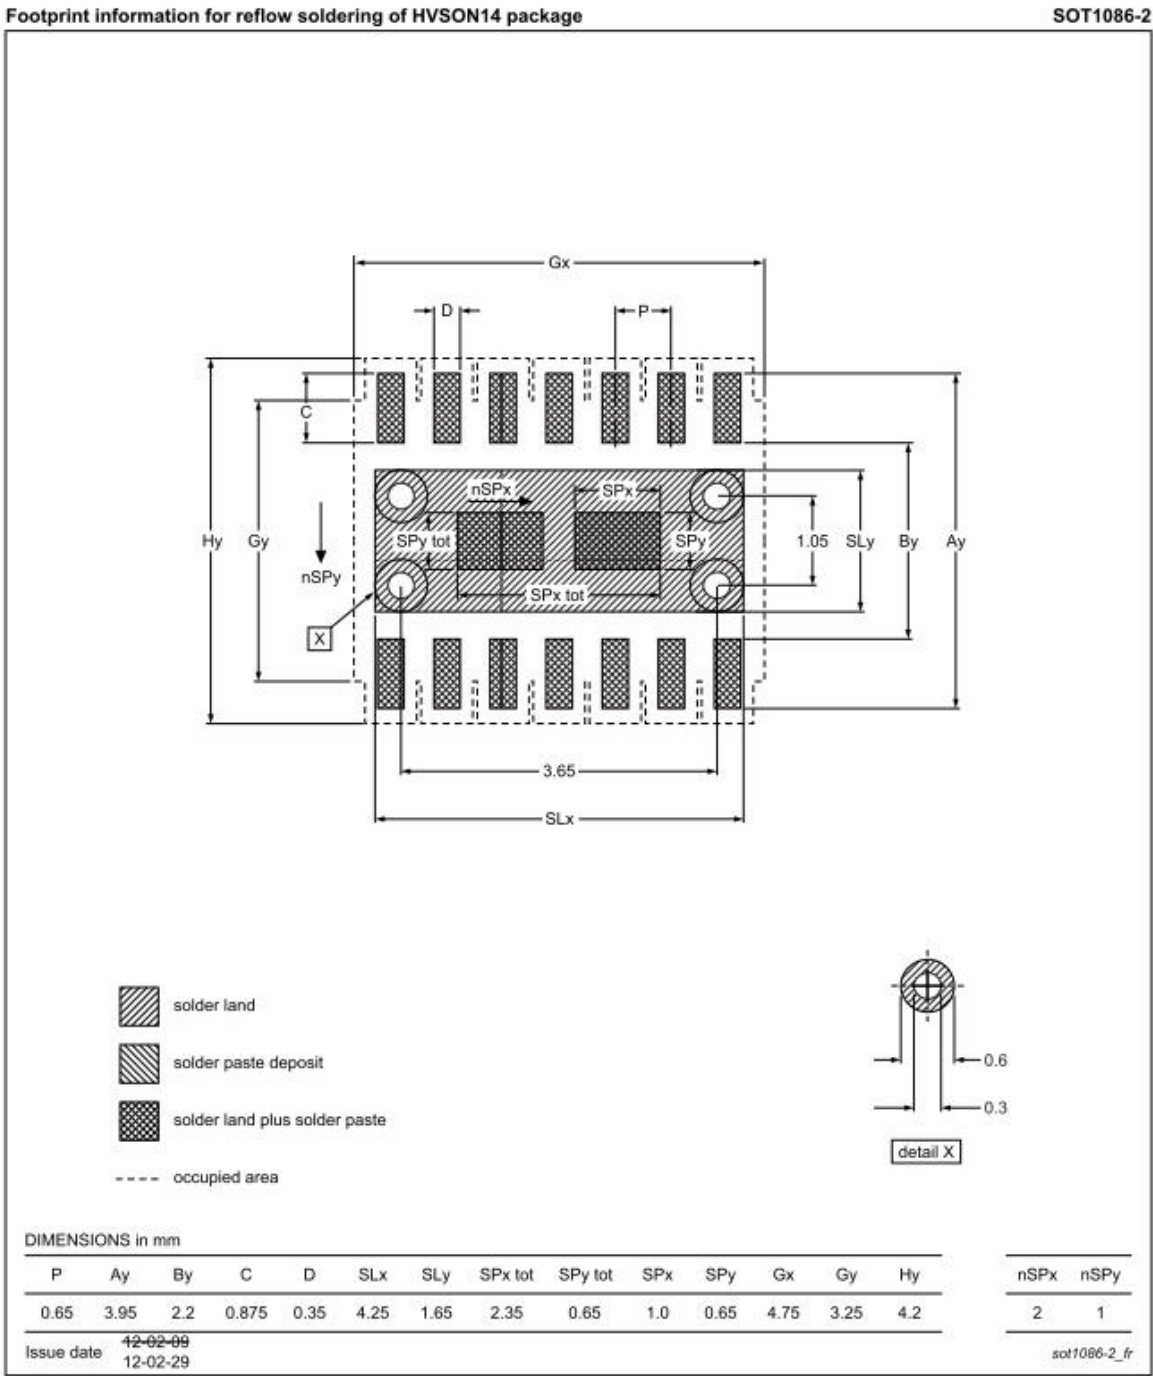 Footprint information for reflow soldering of HVSON14 package SOT1086-2
Gx
D P
C
nSPx SPx
Hy Gy SPy tot SPy 1.05 SLy By Ay
nSPy
SPx tot
X
3.65
SLx
solder land
solder paste deposit
solder land plus solder paste
occupied area
0.6
0.3
detail X
DIMENSIONS in mm
P Ay By C D SLx SLy SPx tot SPy tot SPx SPy Gx Gy Hy nSPx nSPy
0.65 3.95 2.2 0.875 0.35 4.25 1.65 2.35 0.65 1.0 0.65 4.75 3.25 4.2 2 1
Issue date 12-02-09
12-02-29
sot1086-2_fr